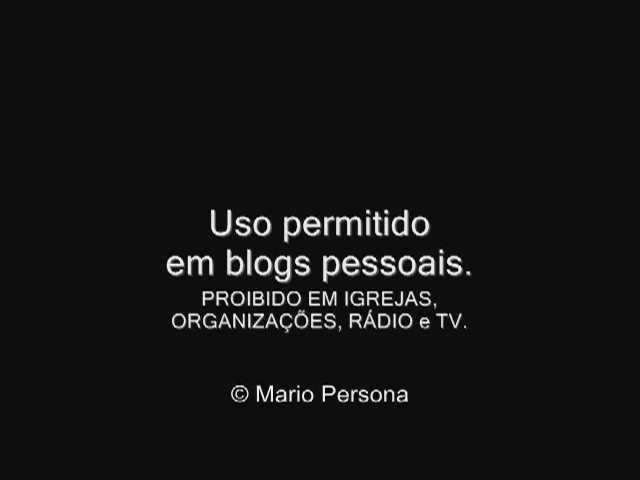 Uso permitido
em blogs pessoais.
PROIBIDO EM IGREJAS,
ORGANIZAÇÕES, RÁDIO e TV.
© Mario Persona